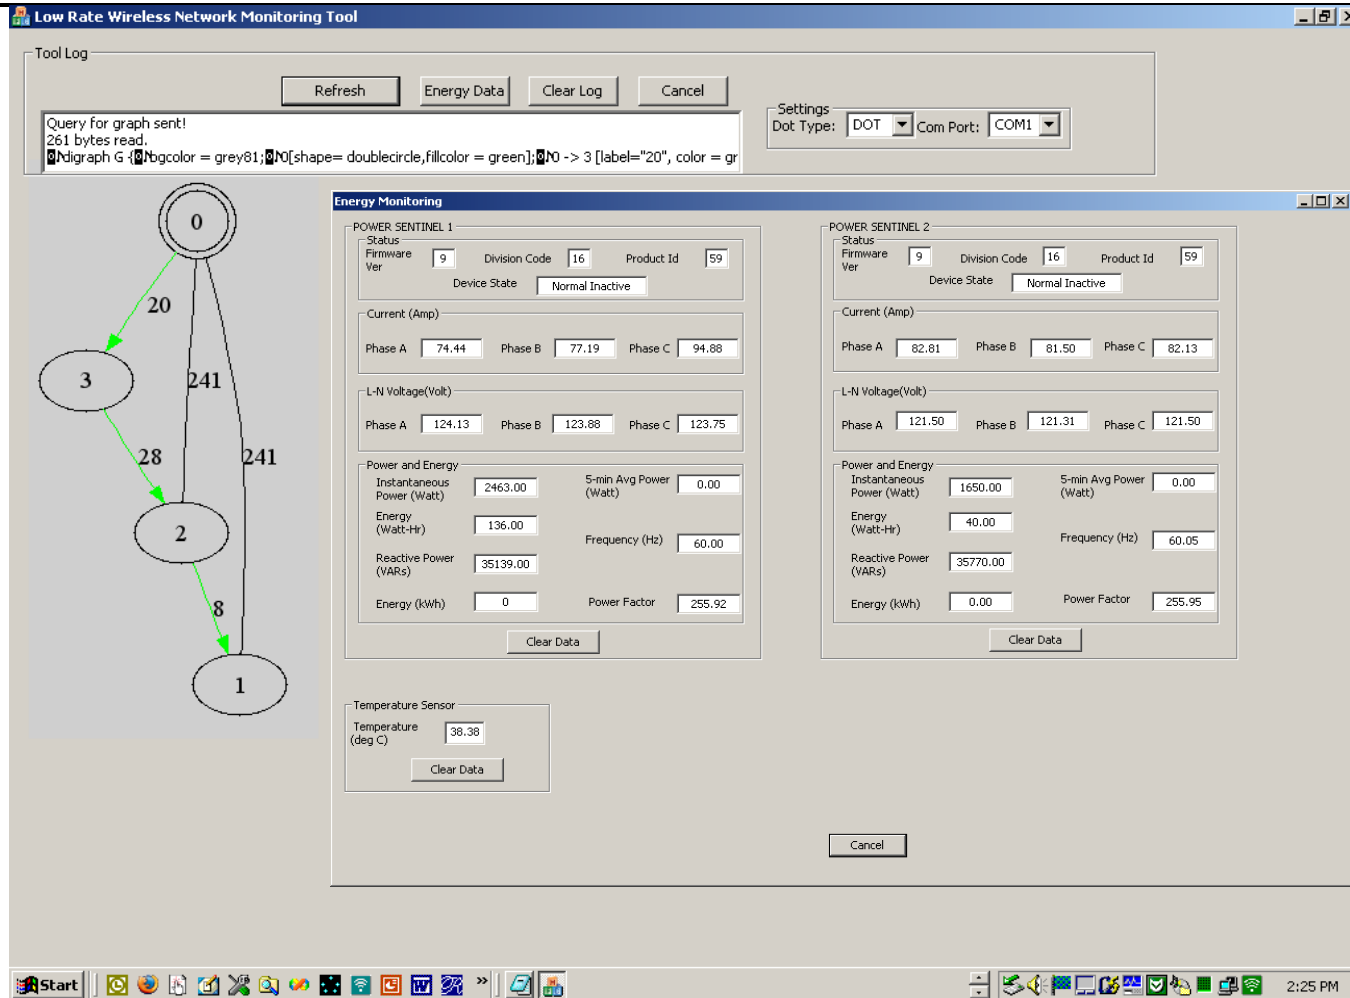 Low Rate Wireless Network Monitoring Tool
Tool Log
Refresh
Energy Data
Clear Log
Cancel
Settings
Dot Type: DOT Com Port: COM1
Query for graph sent!
261 bytes read.
digraph G { bgcolor = grey81; 0[shape= doublecircle,fillcolor = green]; 0 -> 3 [label="20", color = gr
0
20
3
241
28
241
2
8
1
Energy Monitoring
POWER SENTINEL 1
Status
Firmware Ver 9 Division Code 16 Product Id 59
Device State Normal Inactive
Current (Amp)
Phase A 74.44 Phase B 77.19 Phase C 94.88
L-N Voltage(Volt)
Phase A 124.13 Phase B 123.88 Phase C 123.75
Power and Energy
Instantaneous Power (Watt) 2463.00 5-min Avg Power (Watt) 0.00
Energy (Watt-Hr) 136.00
Frequency (Hz) 60.00
Reactive Power (VARs) 35139.00
Energy (kWh) 0 Power Factor 255.92
Clear Data
POWER SENTINEL 2
Status
Firmware Ver 9 Division Code 16 Product Id 59
Device State Normal Inactive
Current (Amp)
Phase A 82.81 Phase B 81.50 Phase C 82.13
L-N Voltage(Volt)
Phase A 121.50 Phase B 121.31 Phase C 121.50
Power and Energy
Instantaneous Power (Watt) 1650.00 5-min Avg Power (Watt) 0.00
Energy (Watt-Hr) 40.00
Frequency (Hz) 60.05
Reactive Power (VARs) 35770.00
Energy (kWh) 0.00 Power Factor 255.95
Clear Data
Temperature Sensor
Temperature (deg C) 38.38
Clear Data
Cancel
Start
2:25 PM